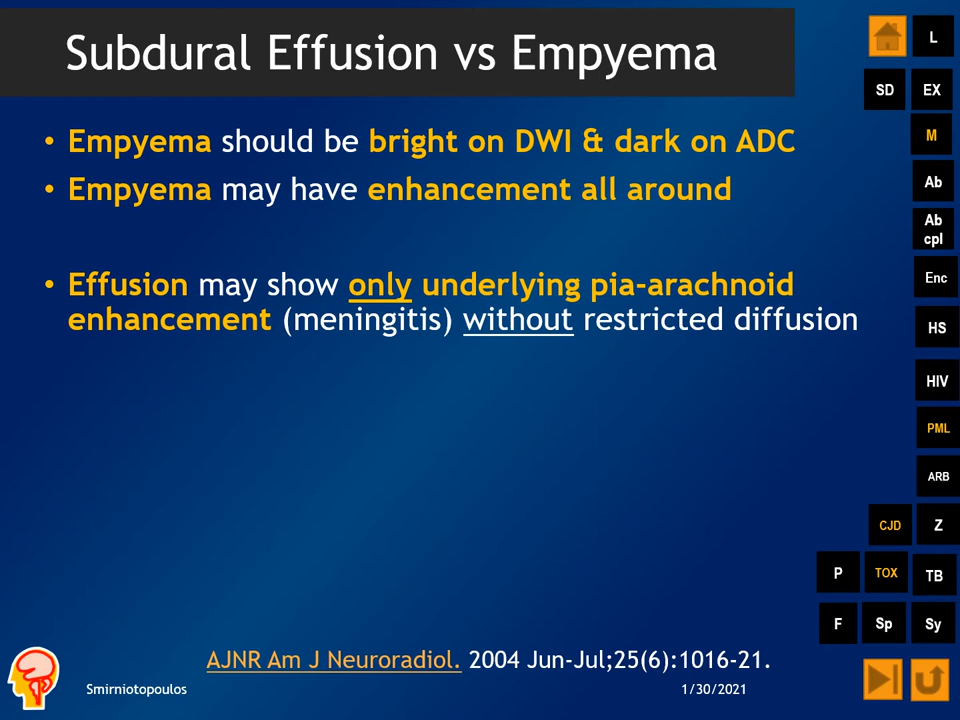 Subdural Effusion vs Empyema
• Empyema should be bright on DWI & dark on ADC
• Empyema may have enhancement all around
• Effusion may show only underlying pia-arachnoid
enhancement (meningitis) without restricted diffusion
L
SD EX
M
Ab
Ab
cpl
Enc
HS
HIV
PML
ARB
CJD Z
P TOX TB
F Sp Sy
AJNR Am J Neuroradiol. 2004 Jun-Jul;25(6):1016-21.
Smirniotopoulos 1/30/2021